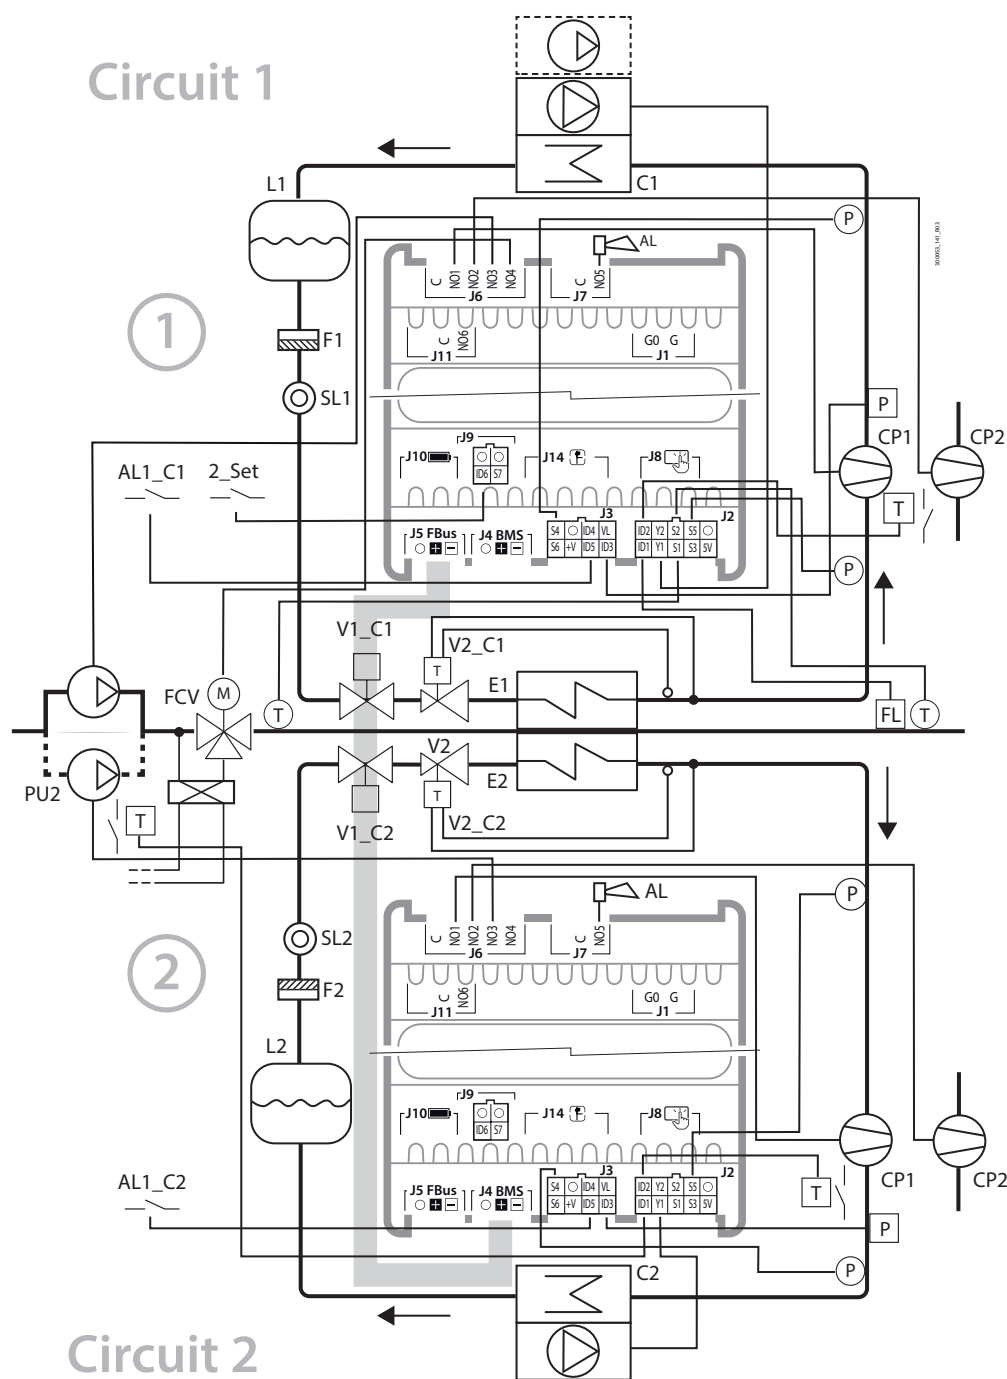 Circuit 1
C1
L1
P
AL
300053_141_R03
C
NO1
NO2
NO3
NO4
J6
C
NO5
J7
1
F1
C
NO6
J11
G0 G
J1
SL1
P
CP1
CP2
AL1_C1
2_Set
J9
J10
ID6 S7
J14
J8
T
J3
J2
S4 ID4 VL
S6 +V ID5 ID3
ID2 Y2 S2 S5
ID1 Y1 S1 S3 5V
J5 FBus
J4 BMS
P
V1_C1
V2_C1
T
E1
FCV
M
T
FL
T
V2
E2
PU2
T
T
V1_C2
V2_C2
P
AL
C
NO1
NO2
NO3
NO4
J6
C
NO5
J7
SL2
2
F2
C
NO6
J11
G0 G
J1
L2
J9
J10
ID6 S7
J14
J8
CP1
CP2
AL1_C2
J3
J2
S4 ID4 VL
S6 +V ID5 ID3
ID2 Y2 S2 S5
ID1 Y1 S1 S3 5V
T
J5 FBus
J4 BMS
P
C2
P
Circuit 2